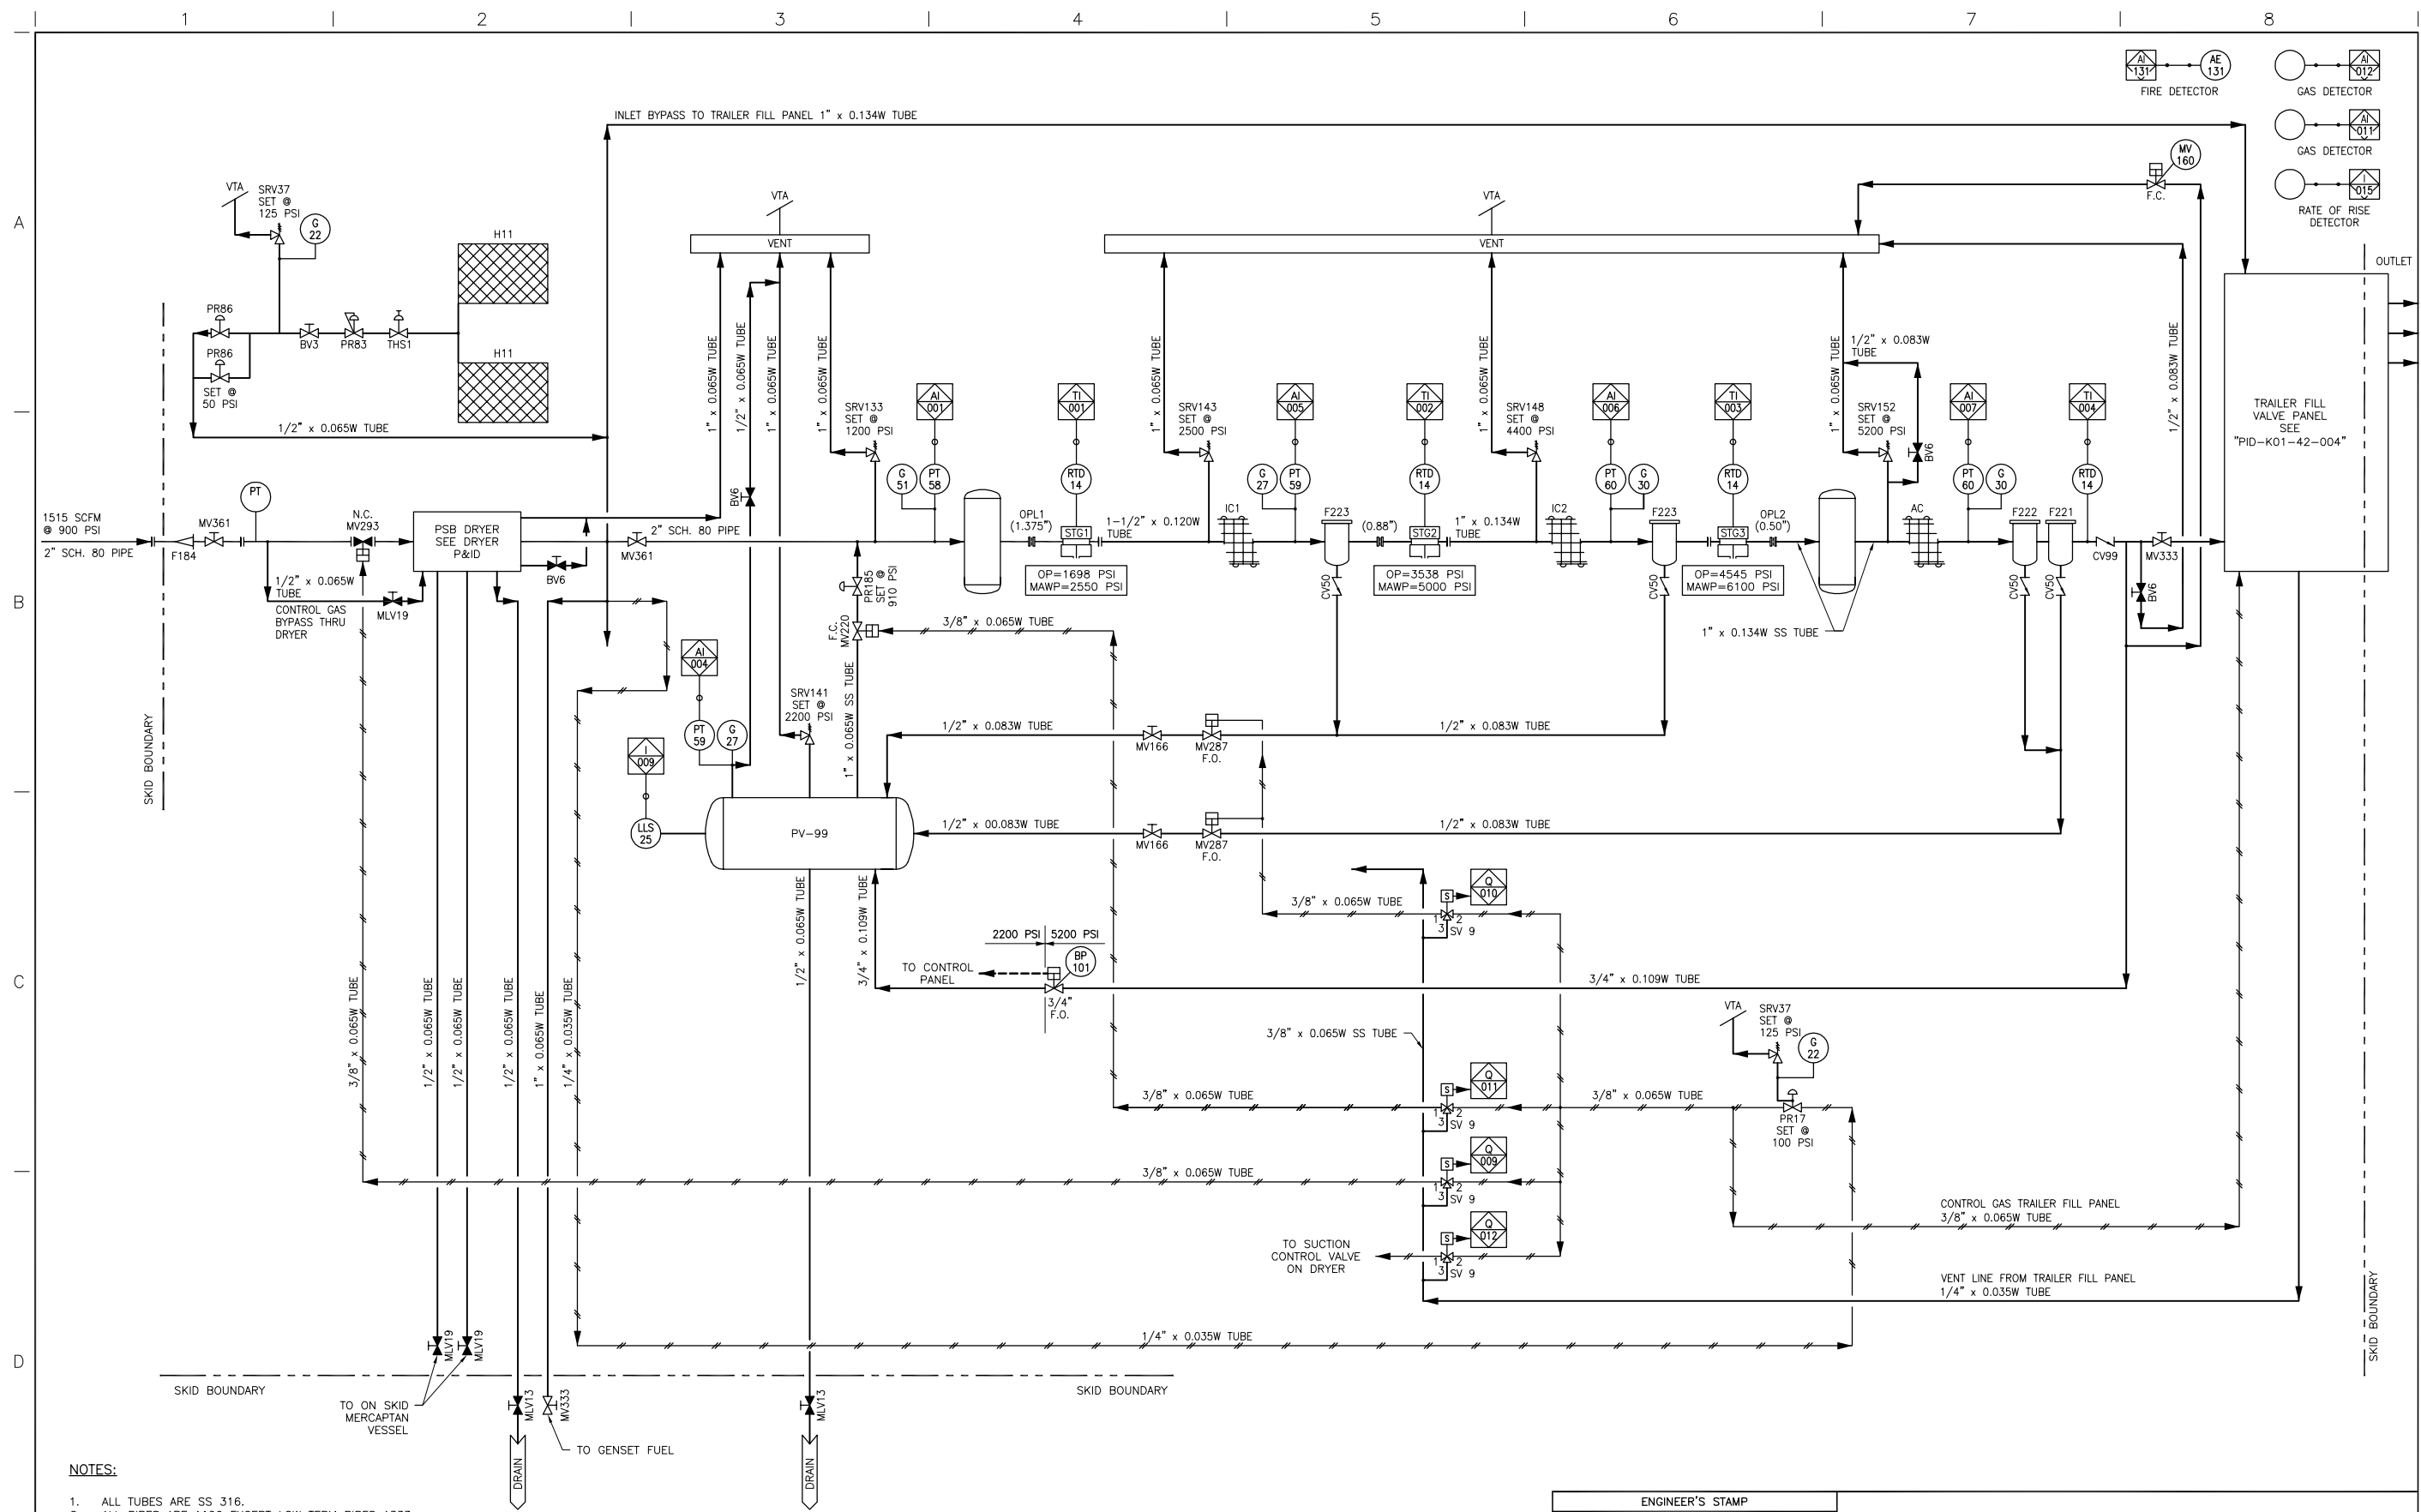 1 2 3 4 5 6 7 8
A
B
C
D
AI 131
AE 131
FIRE DETECTOR
AI 012
GAS DETECTOR
AI 011
GAS DETECTOR
I 015
RATE OF RISE
DETECTOR
INLET BYPASS TO TRAILER FILL PANEL 1" x 0.134W TUBE
MV 160
F.C.
VTA
SRV37
SET @
125 PSI
G 22
H11
H11
PR86
BV3
PR83
THS1
PR86
SET @
50 PSI
1/2" x 0.065W TUBE
VTA
VENT
1" x 0.065W TUBE
1/2" x 0.065W TUBE
1" x 0.065W TUBE
1" x 0.065W TUBE
BV6
SRV133
SET @
1200 PSI
AI 001
TI 001
G 51
PT 58
RTD 14
VTA
VENT
1" x 0.065W TUBE
SRV143
SET @
2500 PSI
AI 005
TI 002
G 27
PT 59
RTD 14
1" x 0.065W TUBE
SRV148
SET @
4400 PSI
AI 006
TI 003
PT 60
G 30
RTD 14
1" x 0.065W TUBE
1/2" x 0.083W
TUBE
SRV152
SET @
5200 PSI
BV6
AI 007
TI 004
PT 60
G 30
RTD 14
1/2" x 0.083W TUBE
OUTLET
TRAILER FILL
VALVE PANEL
SEE
"PID-K01-42-004"
1515 SCFM
@ 900 PSI
2" SCH. 80 PIPE
F184
MV361
PT
N.C.
MV293
PSB DRYER
SEE DRYER
P&ID
BV6
MV361
2" SCH. 80 PIPE
1/2" x 0.065W
TUBE
CONTROL GAS
BYPASS THRU
DRYER
MLV19
PR185
SET @
910 PSI
F.C.
MV220
OPL1
(1.375")
STG1
1-1/2" x 0.120W
TUBE
OP=1698 PSI
MAWP=2550 PSI
IC1
F223
CV50
(0.88")
STG2
1" x 0.134W
TUBE
OP=3538 PSI
MAWP=5000 PSI
IC2
F223
CV50
STG3
OPL2
(0.50")
OP=4545 PSI
MAWP=6100 PSI
1" x 0.134W SS TUBE
AC
F222
F221
CV50
CV50
CV99
MV333
BV6
3/8" x 0.065W TUBE
AI 004
PT 59
G 27
SRV141
SET @
2200 PSI
1" x 0.065W SS TUBE
I 009
LLS 25
PV-99
1/2" x 0.083W TUBE
MV166
MV287
F.O.
1/2" x 0.083W TUBE
1/2" x 00.083W TUBE
MV166
MV287
F.O.
1/2" x 0.083W TUBE
SKID BOUNDARY
1/2" x 0.065W TUBE
3/4" x 0.109W TUBE
2200 PSI
5200 PSI
TO CONTROL
PANEL
BP 101
3/4"
F.O.
3/4" x 0.109W TUBE
3/8" x 0.065W TUBE
S
Q 010
1 2
3
SV 9
3/8" x 0.065W SS TUBE
3/8" x 0.065W TUBE
S
Q 011
1 2
3
SV 9
3/8" x 0.065W TUBE
VTA
SRV37
SET @
125 PSI
G 22
PR17
SET @
100 PSI
3/8" x 0.065W TUBE
S
Q 009
1 2
3
SV 9
TO SUCTION
CONTROL VALVE
ON DRYER
S
Q 012
1 2
3
SV 9
CONTROL GAS TRAILER FILL PANEL
3/8" x 0.065W TUBE
VENT LINE FROM TRAILER FILL PANEL
1/4" x 0.035W TUBE
SKID BOUNDARY
3/8" x 0.065W TUBE
1/2" x 0.065W TUBE
1/2" x 0.065W TUBE
1/2" x 0.065W TUBE
1" x 0.065W TUBE
1/4" x 0.035W TUBE
1/4" x 0.035W TUBE
MLV19
MLV19
SKID BOUNDARY
SKID BOUNDARY
TO ON SKID
MERCAPTAN
VESSEL
MLV13
MV333
MLV13
TO GENSET FUEL
DRAIN
DRAIN
NOTES:
1. ALL TUBES ARE SS 316.
ENGINEER'S STAMP